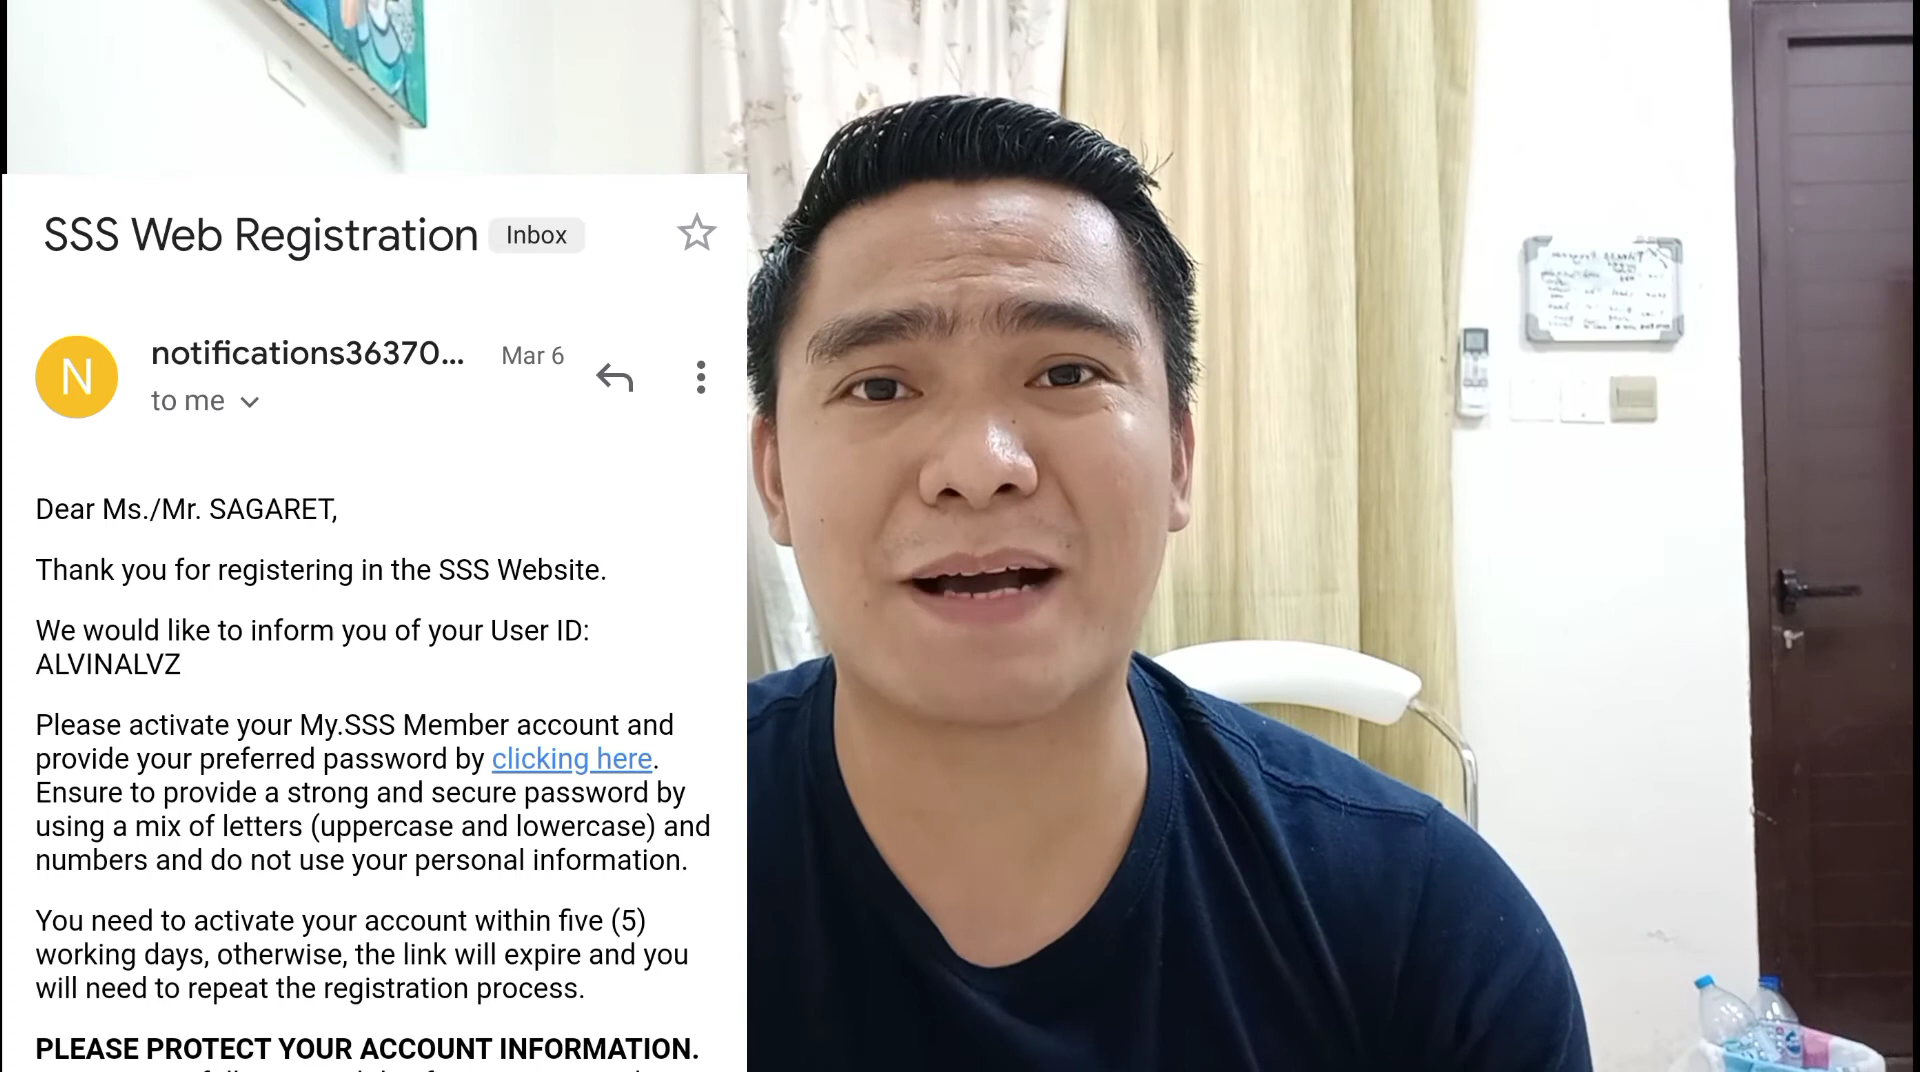 SSS Web Registration Inbox
N
notifications36370... Mar 6
to me
Dear Ms./Mr. SAGARET,
Thank you for registering in the SSS Website.
We would like to inform you of your User ID:
ALVINALVZ
Please activate your My.SSS Member account and
provide your preferred password by clicking here.
Ensure to provide a strong and secure password by
using a mix of letters (uppercase and lowercase) and
numbers and do not use your personal information.
You need to activate your account within five (5)
working days, otherwise, the link will expire and you
will need to repeat the registration process.
PLEASE PROTECT YOUR ACCOUNT INFORMATION.